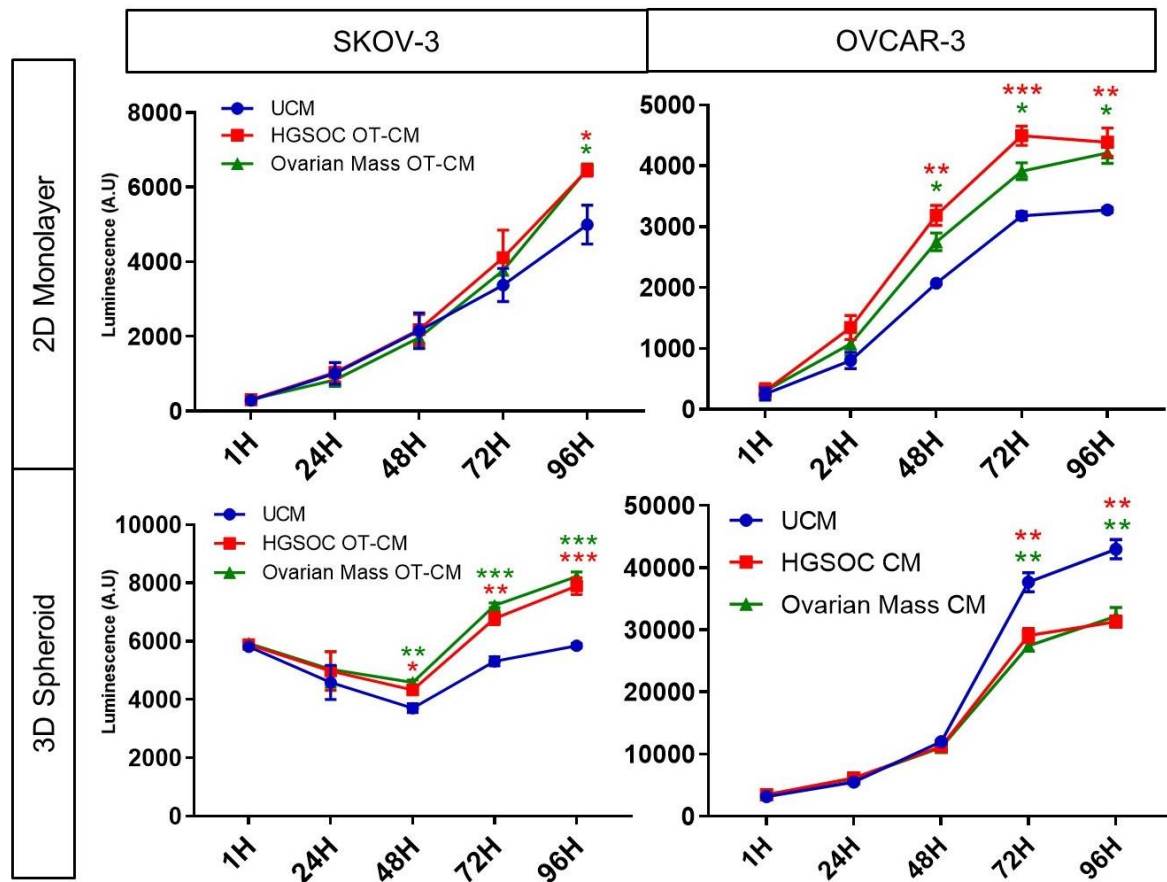 SKOV-3
OVCAR-3
2D Monolayer
Luminescence (A.U)
8000
6000
4000
2000
0
UCM
HGSOC OT-CM
Ovarian Mass OT-CM
*
*
1H
24H
48H
72H
96H
5000
4000
3000
2000
1000
0
**
*
***
*
**
*
1H
24H
48H
72H
96H
3D Spheroid
Luminescence (A.U)
10000
8000
6000
4000
2000
0
UCM
HGSOC OT-CM
Ovarian Mass OT-CM
**
*
***
**
***
***
1H
24H
48H
72H
96H
50000
40000
30000
20000
10000
0
UCM
HGSOC CM
Ovarian Mass CM
**
**
**
**
1H
24H
48H
72H
96H